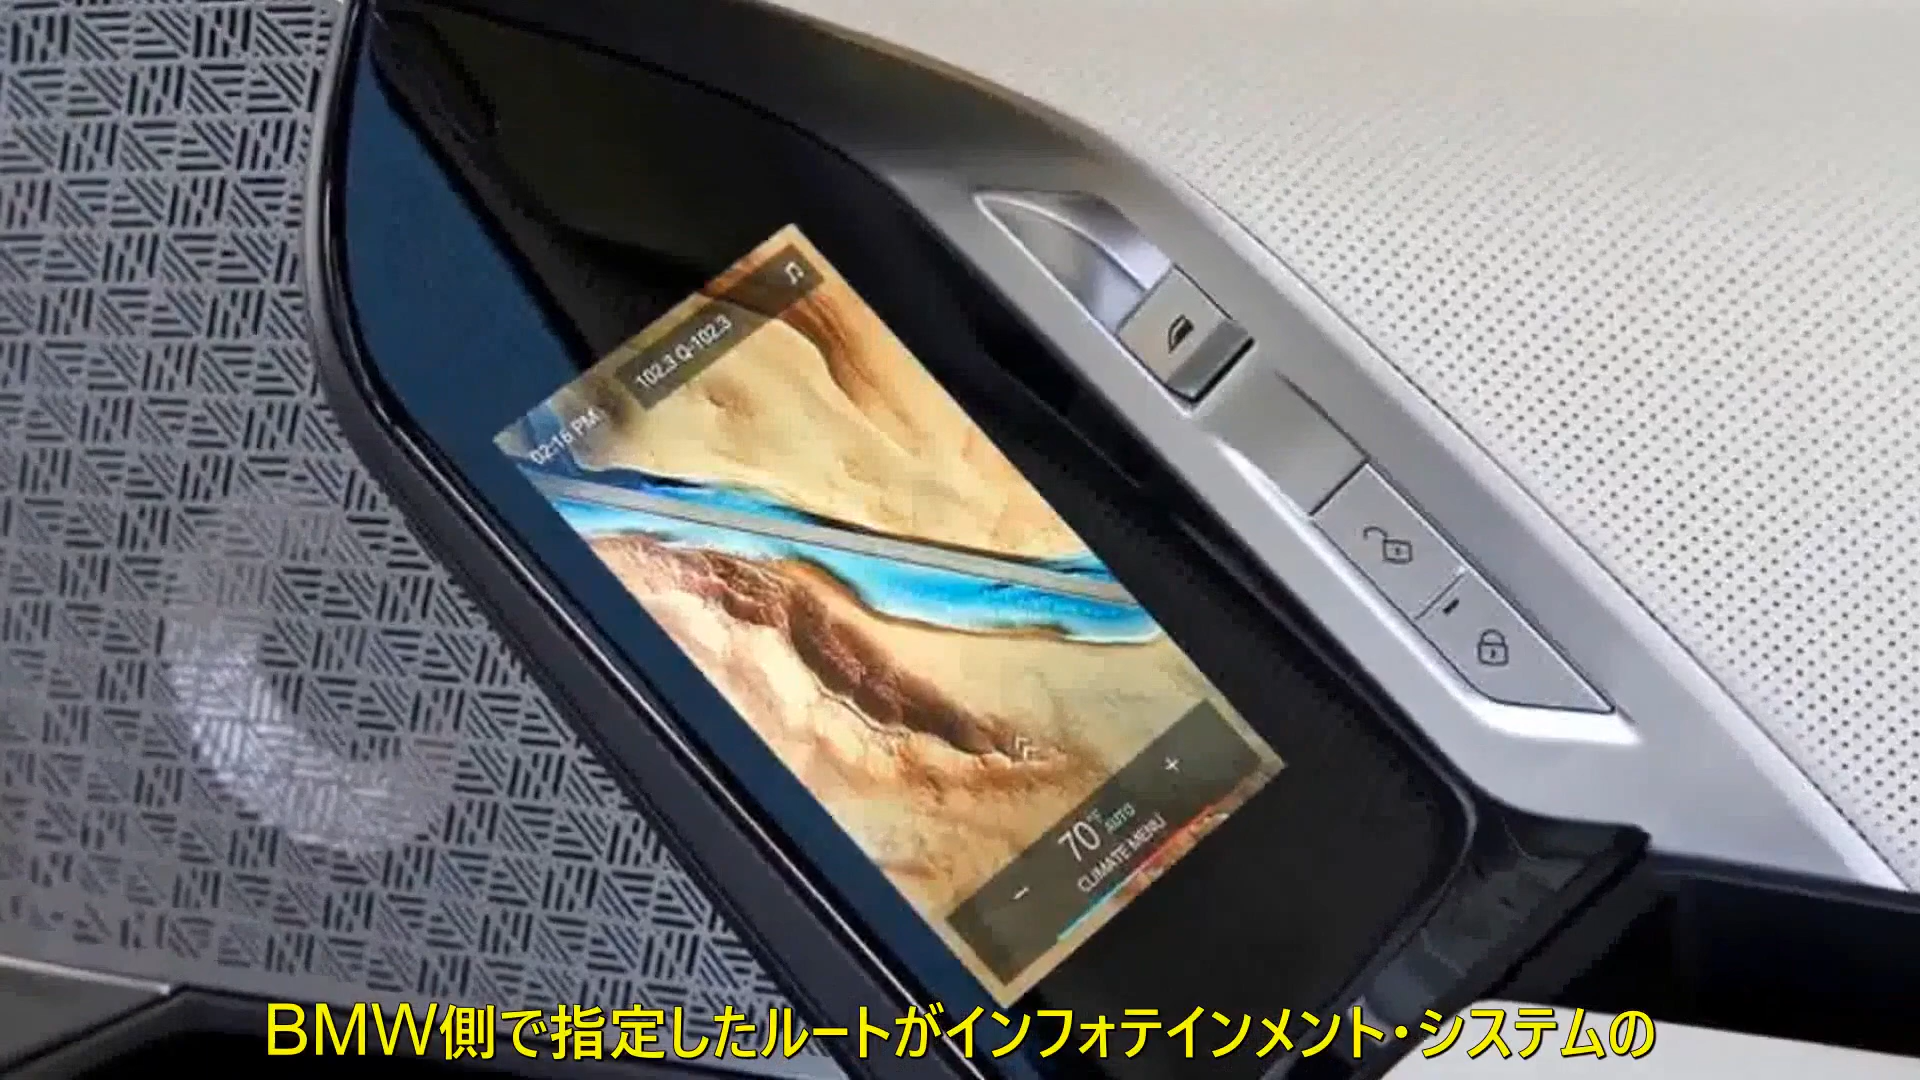 102.3 Q-102.3
02:16 PM
+
70°F AUTO
CLIMATE MENU
−
BMW側で指定したルートがインフォテインメント・システムの